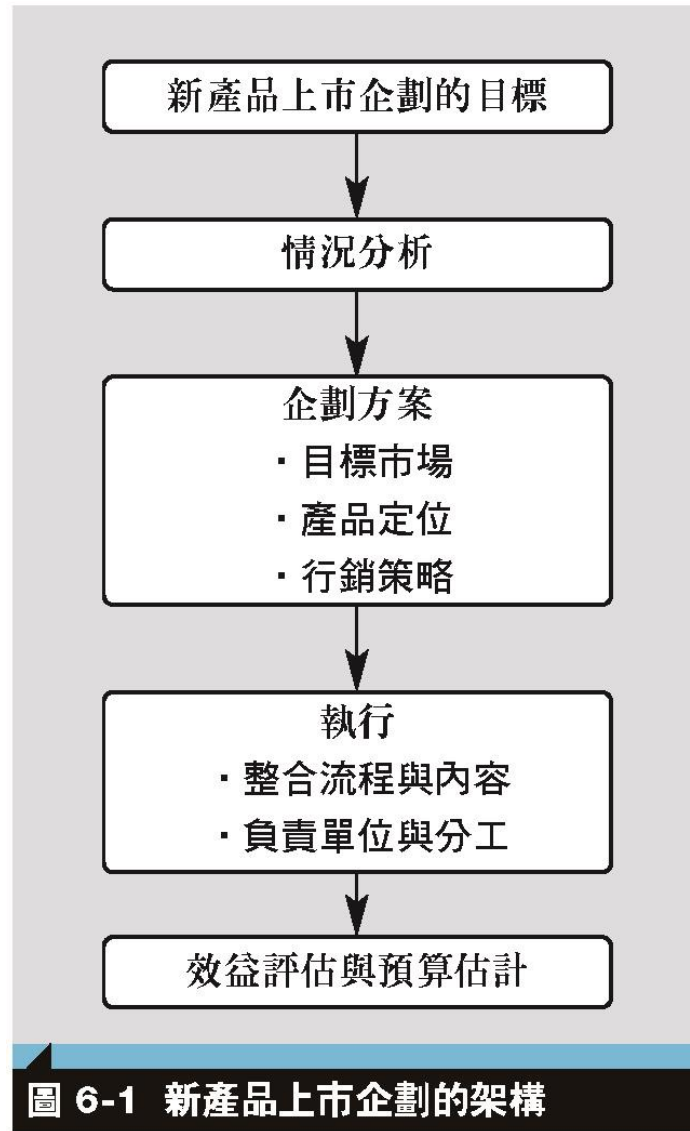 新產品上市企劃的目標
情況分析
企劃方案
·目標市場
·產品定位
·行銷策略
執行
·整合流程與內容
·負責單位與分工
效益評估與預算估計
圖 6-1 新產品上市企劃的架構